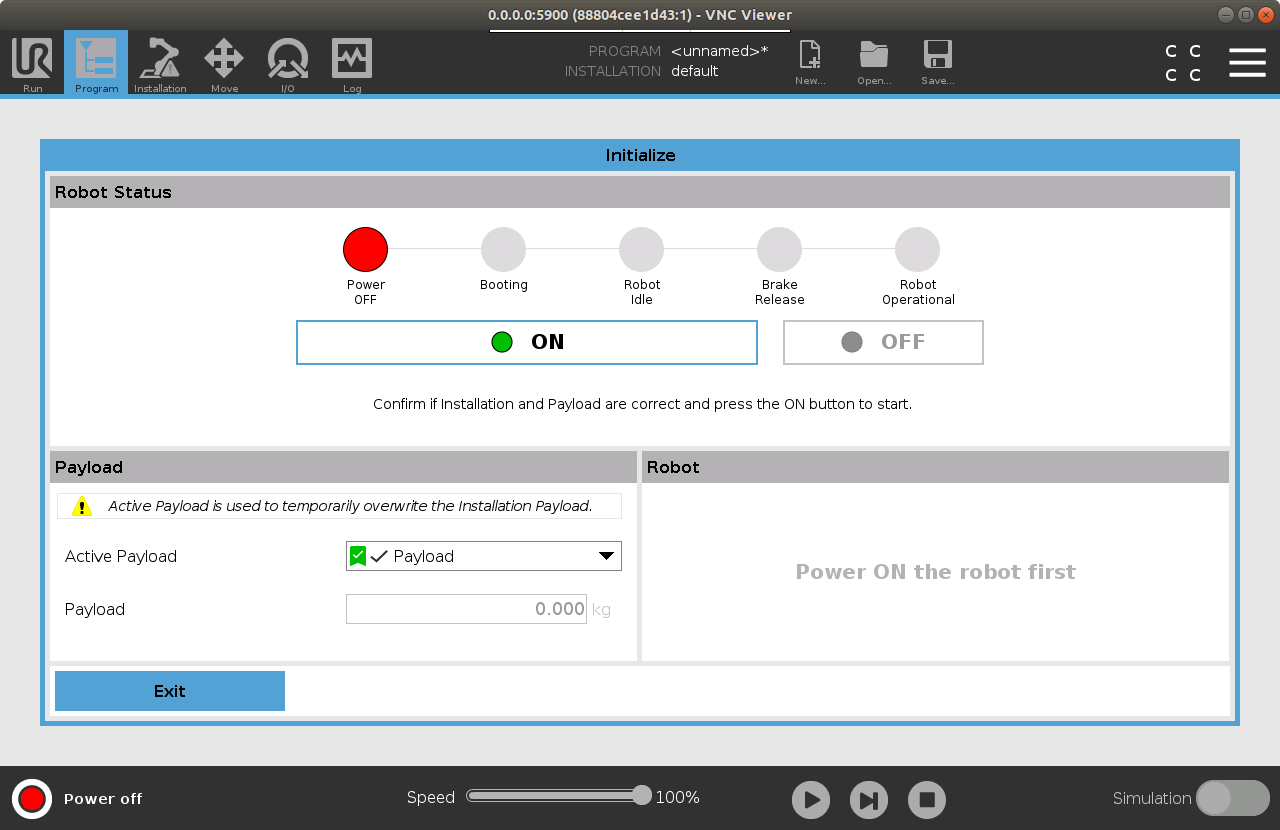 0.0.0.0:5900 (88804cee1d43:1) - VNC Viewer
PROGRAM <unnamed>*
INSTALLATION default
Run
Program
Installation
Move
I/O
Log
New...
Open...
Save...
C C
C C
Initialize
Robot Status
Power
OFF
Booting
Robot
Idle
Brake
Release
Robot
Operational
ON
OFF
Confirm if Installation and Payload are correct and press the ON button to start.
Payload
Active Payload is used to temporarily overwrite the Installation Payload.
Active Payload
Payload
Payload
0.000 kg
Robot
Power ON the robot first
Exit
Power off
Speed
100%
Simulation